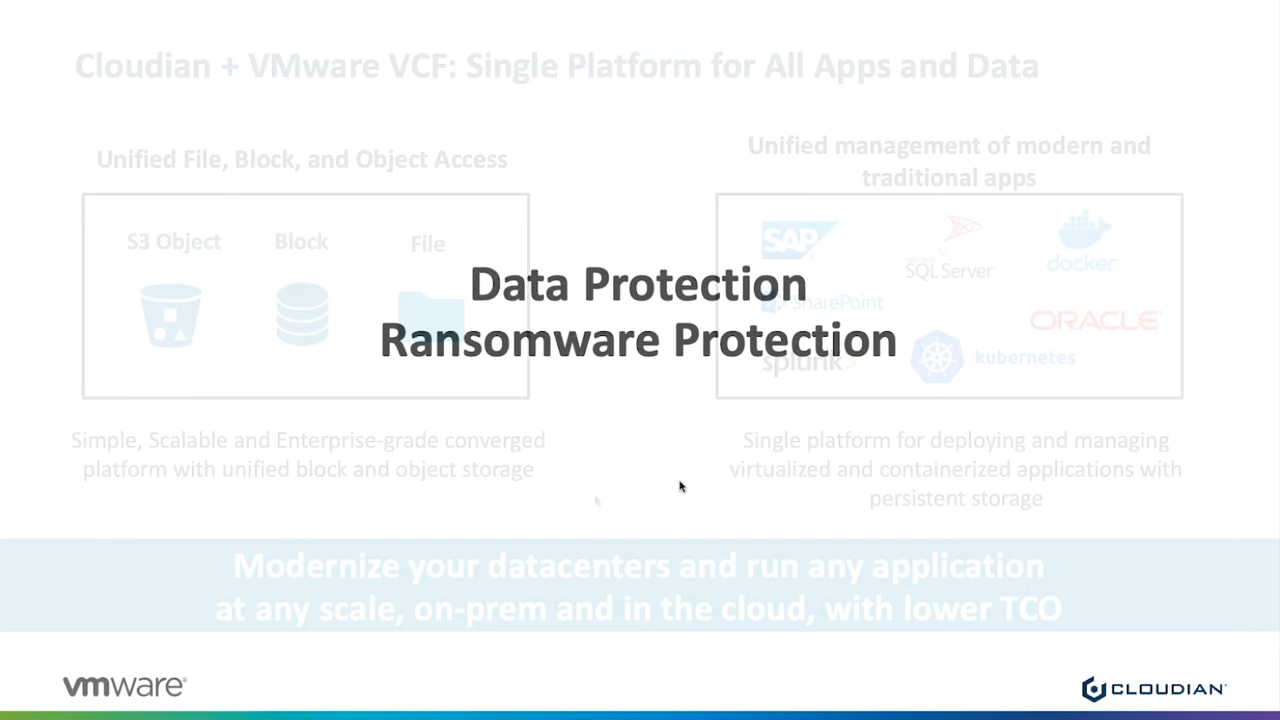 Cloudian + VMware VCF: Single Platform for All Apps and Data
Unified File, Block, and Object Access
Unified management of modern and
traditional apps
S3 Object
Block
File
SAP
Microsoft
SQL Server
docker
Data Protection
Ransomware Protection
SharePoint
ORACLE
splunk>
kubernetes
Simple, Scalable and Enterprise-grade converged
platform with unified block and object storage
Single platform for deploying and managing
virtualized and containerized applications with
persistent storage
Modernize your datacenters and run any application
at any scale, on-prem and in the cloud, with lower TCO
vmware®
CLOUDIAN®